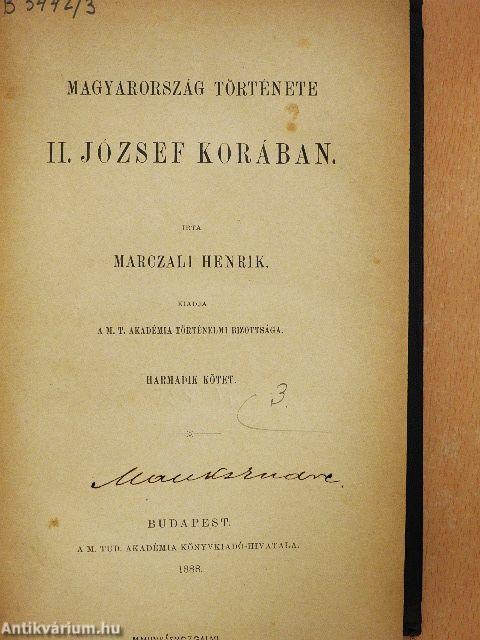 B 3442/3
MAGYARORSZÁG TÖRTÉNETE
II. JÓZSEF KORÁBAN.
IRTA
MARCZALI HENRIK.
KIADJA
A M. T. AKADÉMIA TÖRTÉNELMI BIZOTTSÁGA.
HARMADIK KÖTET.
3.
BUDAPEST.
A M. TUD. AKADÉMIA KÖNYVKIADÓ-HIVATALA.
1888.
Antikvárium.hu